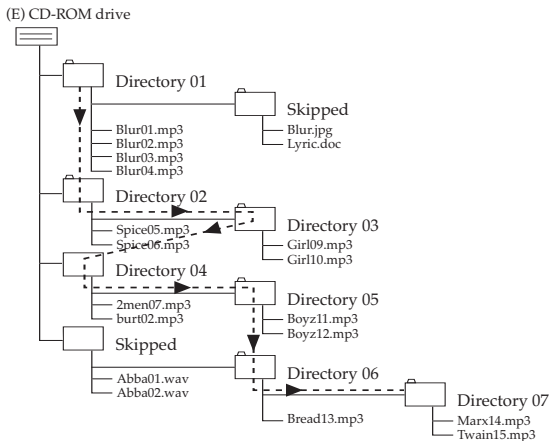 (E) CD-ROM drive
Directory 01
Skipped
Blur01.mp3
Blur02.mp3
Blur03.mp3
Blur04.mp3
Blur.jpg
Lyric.doc
Directory 02
Directory 03
Spice05.mp3
Spice06.mp3
Girl09.mp3
Girl10.mp3
Directory 04
Directory 05
2men07.mp3
burt02.mp3
Boyz11.mp3
Boyz12.mp3
Skipped
Directory 06
Abba01.wav
Abba02.wav
Bread13.mp3
Directory 07
Marx14.mp3
Twain15.mp3